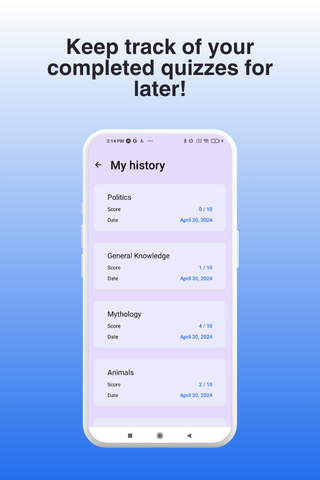 Keep track of your
completed quizzes for
later!
3:14 PM
My history
Politics
Score 0 / 10
Date April 30, 2024
General Knowledge
Score 1 / 10
Date April 30, 2024
Mythology
Score 4 / 10
Date April 30, 2024
Animals
Score 2 / 10
Date April 30, 2024